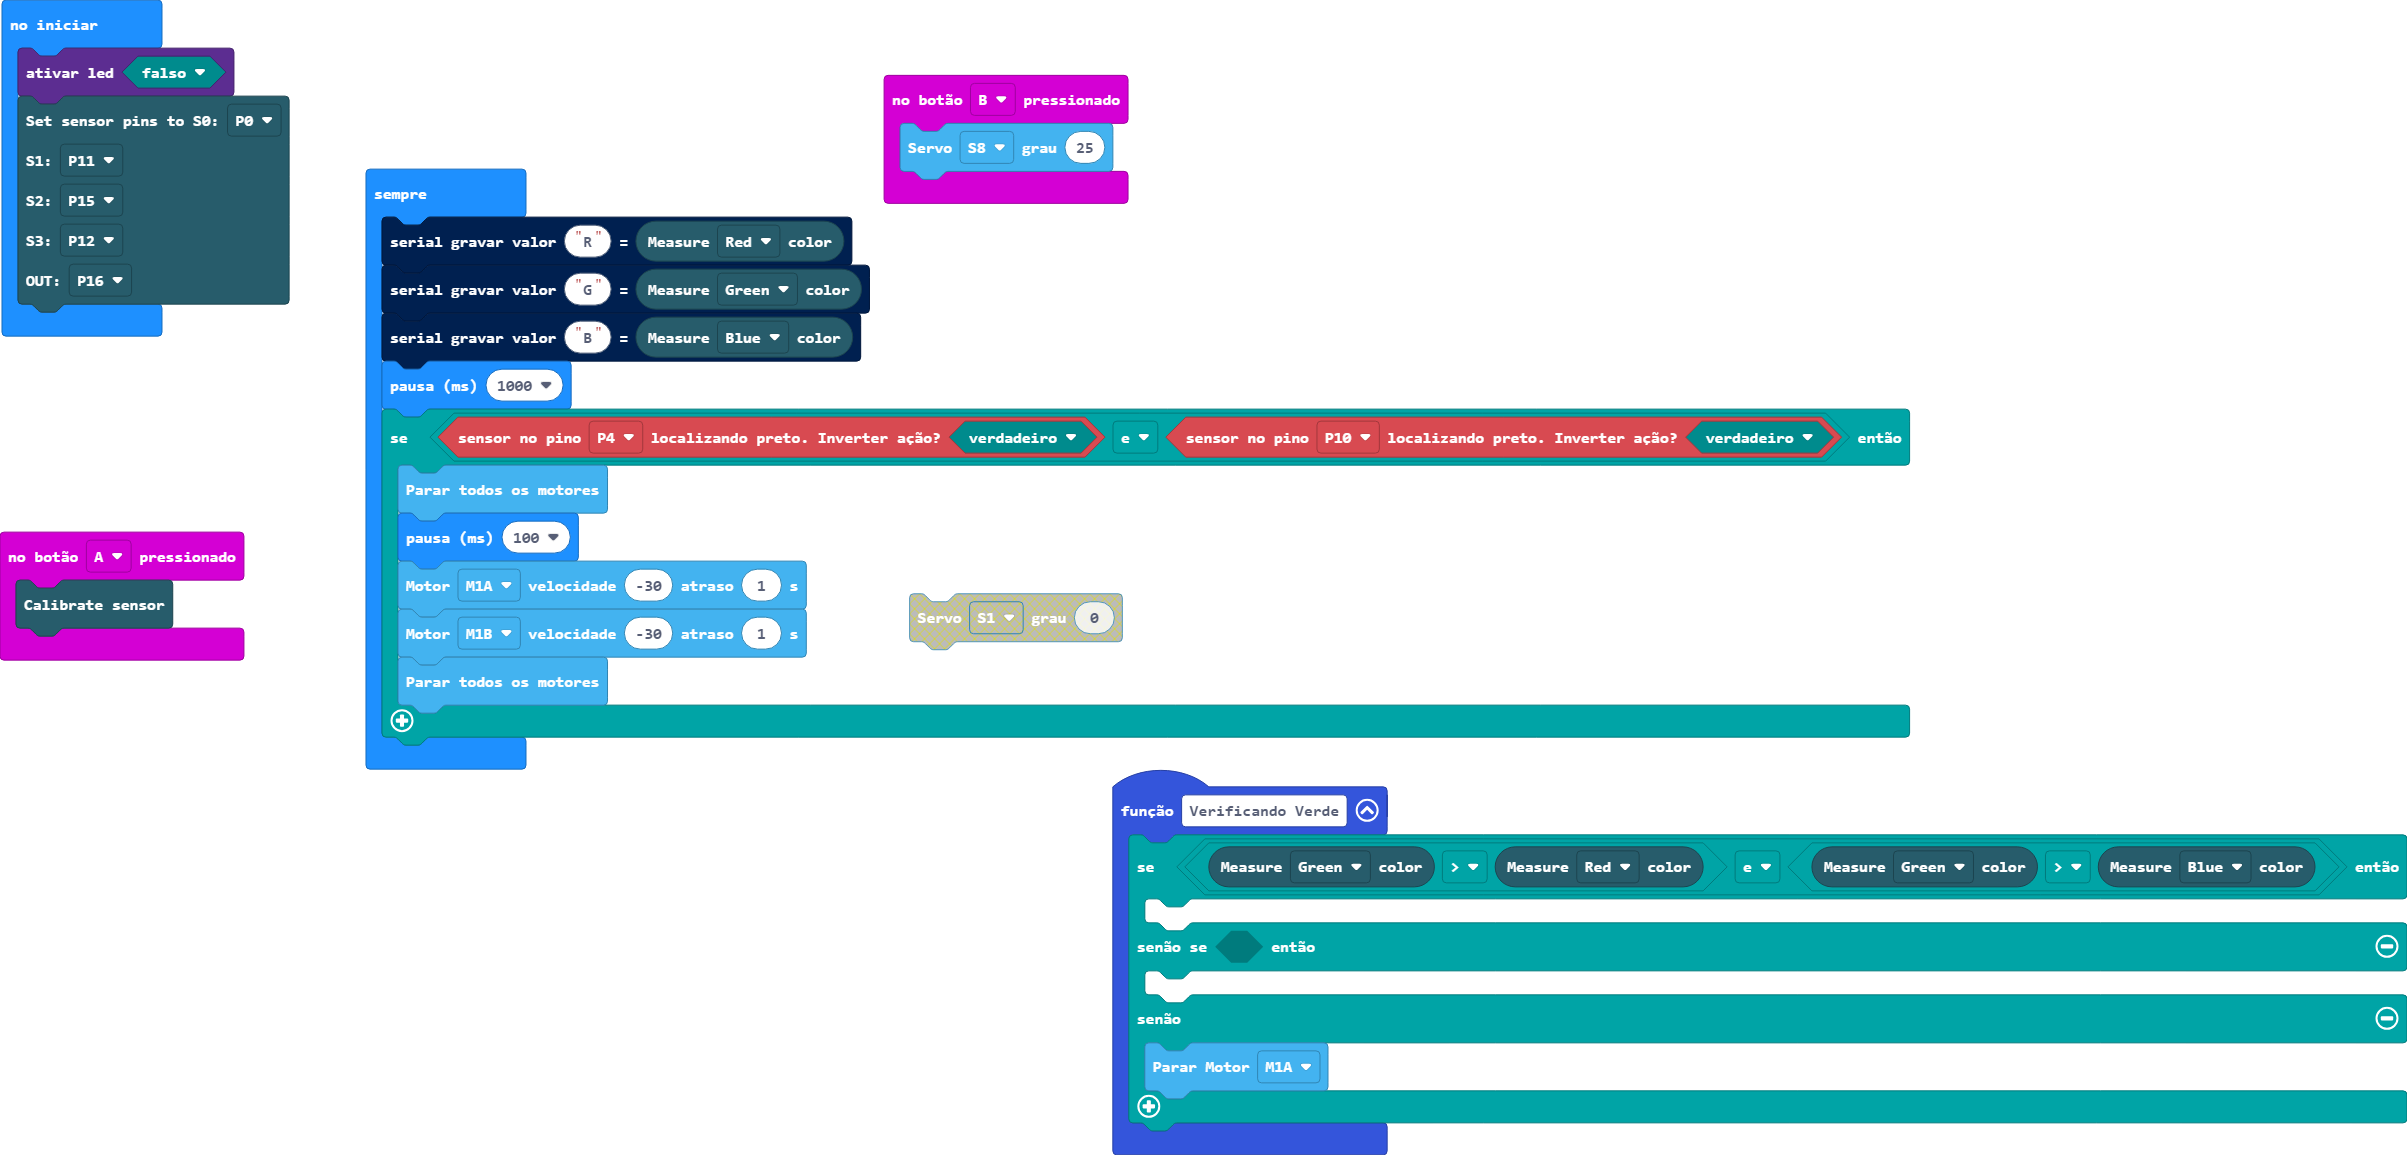 no iniciar
ativar led falso
Set sensor pins to S0: P0
S1: P11
S2: P15
S3: P12
OUT: P16
no botão B pressionado
Servo S8 grau 25
sempre
serial gravar valor "R" = Measure Red color
serial gravar valor "G" = Measure Green color
serial gravar valor "B" = Measure Blue color
pausa (ms) 1000
se sensor no pino P4 localizando preto. Inverter ação? verdadeiro e sensor no pino P10 localizando preto. Inverter ação? verdadeiro então
Parar todos os motores
pausa (ms) 100
Motor M1A velocidade -30 atraso 1 s
Motor M1B velocidade -30 atraso 1 s
Parar todos os motores
no botão A pressionado
Calibrate sensor
Servo S1 grau 0
função Verificando Verde
se Measure Green color > Measure Red color e Measure Green color > Measure Blue color então
senão se então
senão
Parar Motor M1A